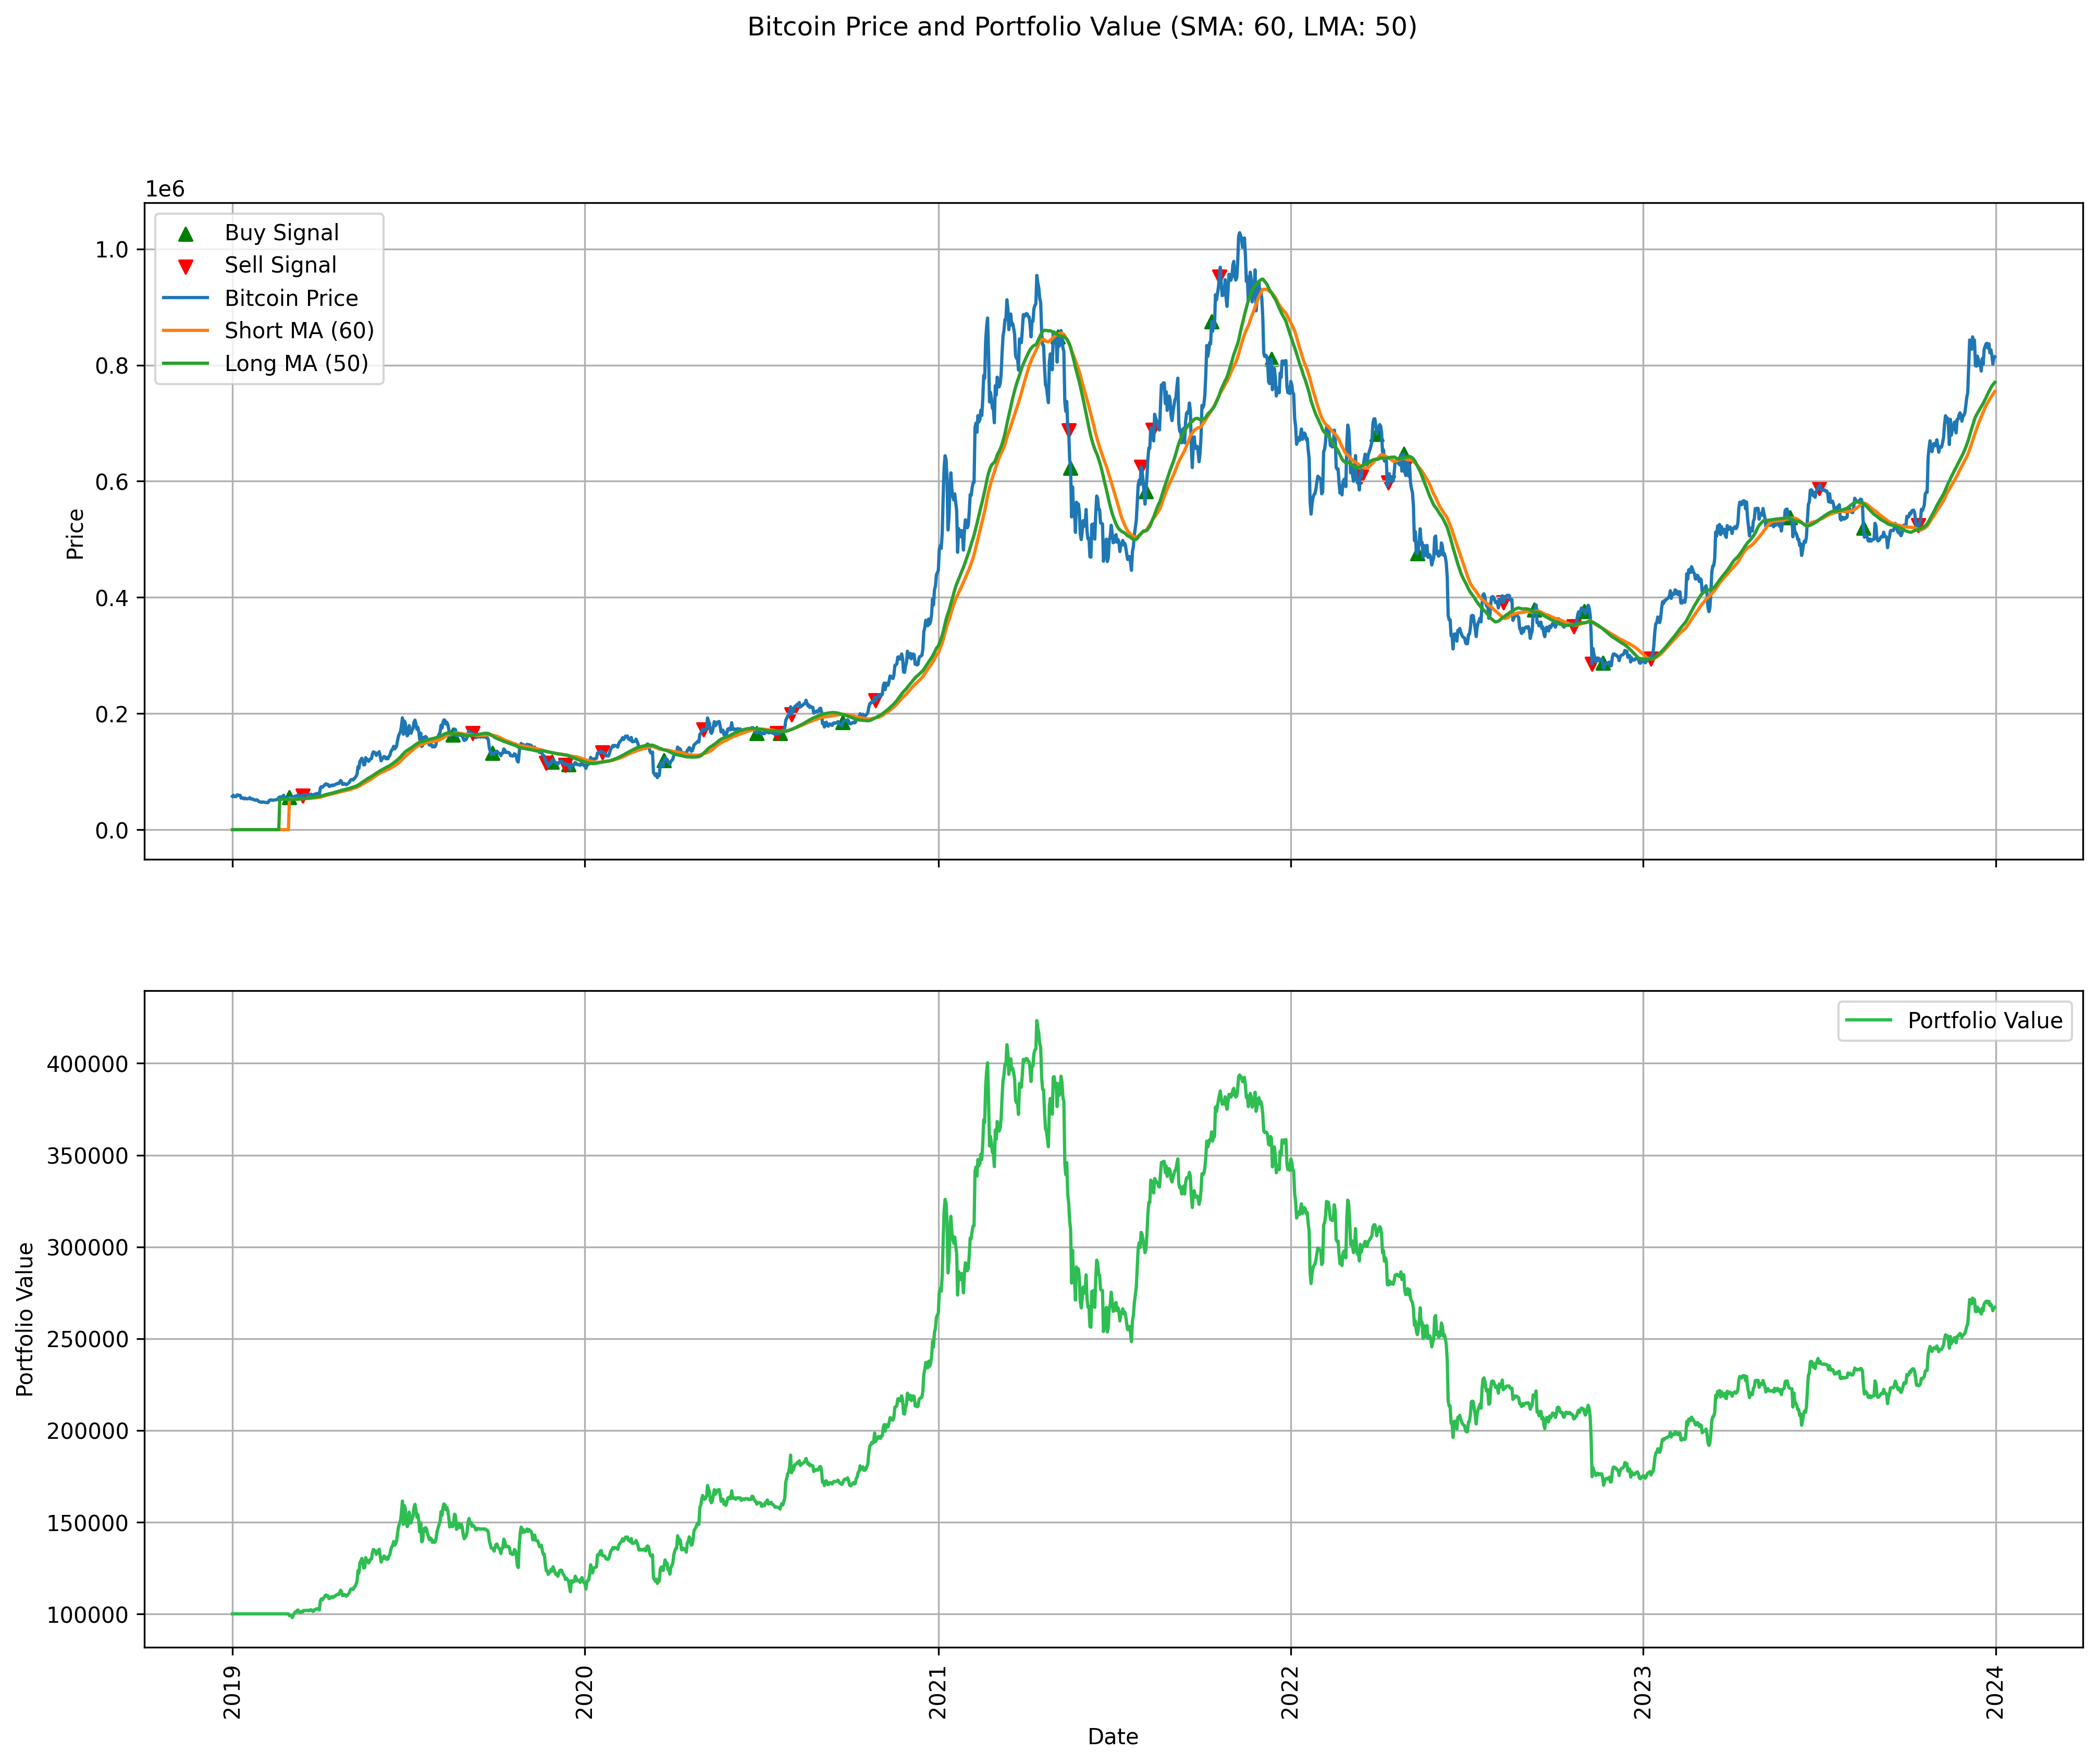 Bitcoin Price and Portfolio Value (SMA: 60, LMA: 50)
1e6
Buy Signal
Sell Signal
Bitcoin Price
Short MA (60)
Long MA (50)
1.0
0.8
0.6
0.4
0.2
0.0
Price
Portfolio Value
400000
350000
300000
250000
200000
150000
100000
Portfolio Value
2019
2020
2021
2022
2023
2024
Date